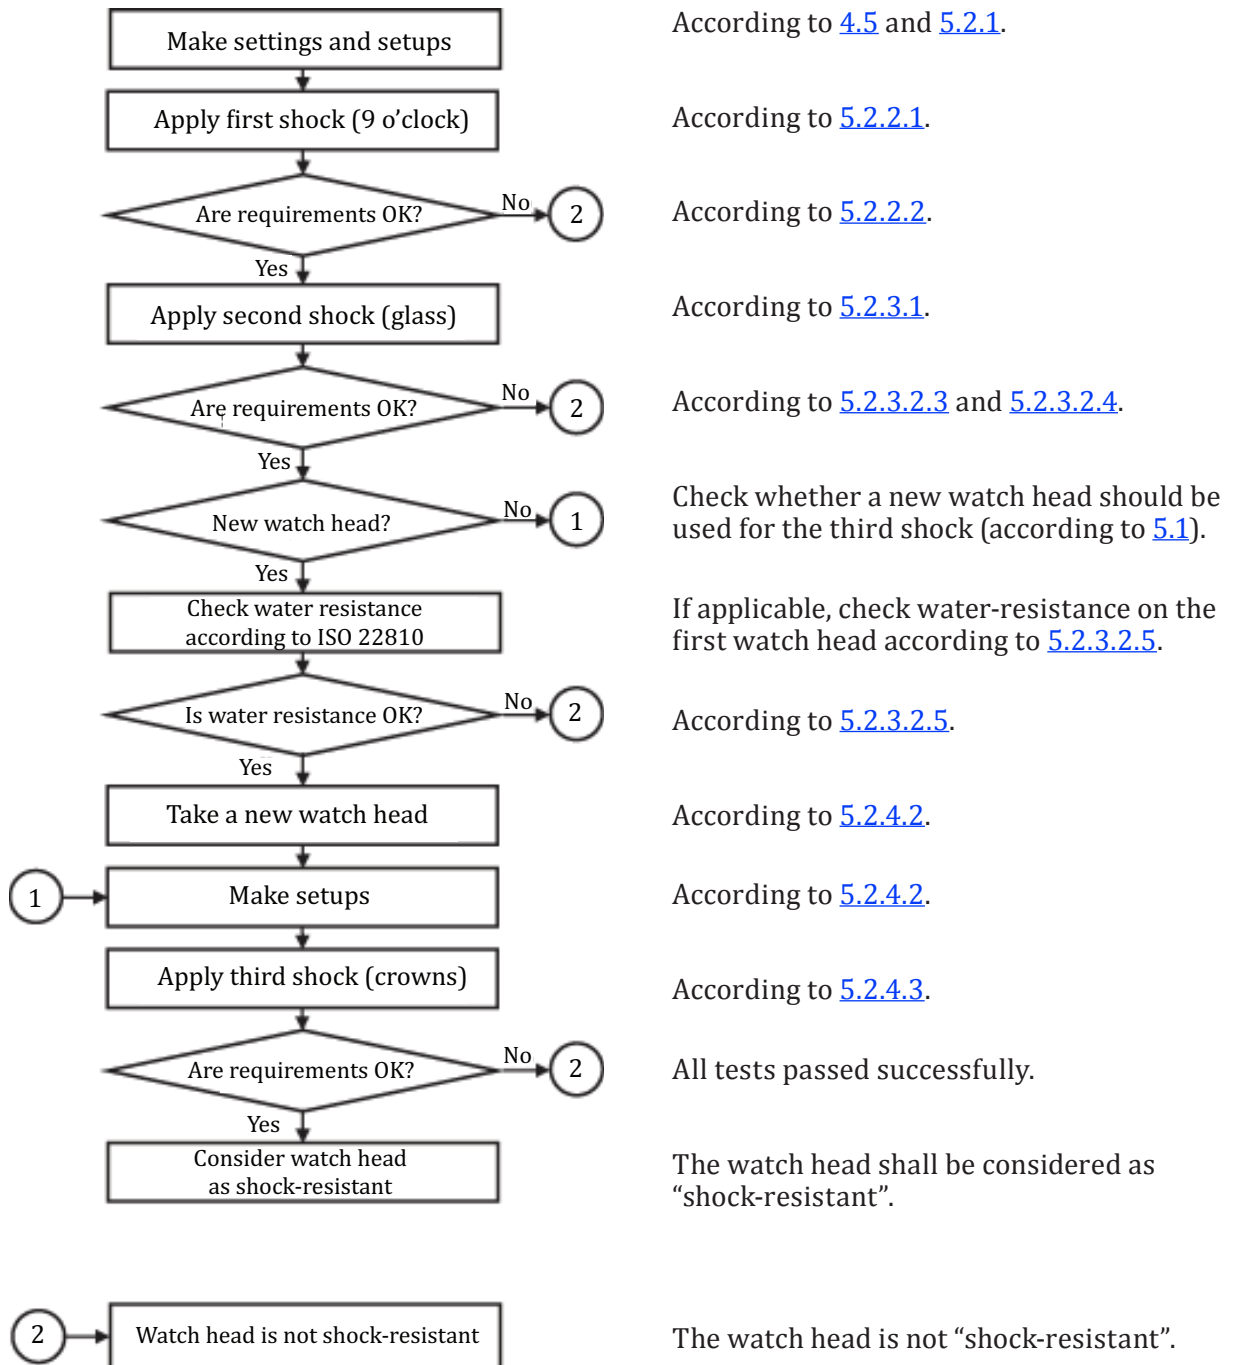 Make settings and setups
According to 4.5 and 5.2.1.
Apply first shock (9 o’clock)
According to 5.2.2.1.
Are requirements OK?
No
2
According to 5.2.2.2.
Yes
Apply second shock (glass)
According to 5.2.3.1.
Are requirements OK?
No
2
According to 5.2.3.2.3 and 5.2.3.2.4.
Yes
New watch head?
No
1
Check whether a new watch head should be
used for the third shock (according to 5.1).
Yes
Check water resistance
according to ISO 22810
If applicable, check water-resistance on the
first watch head according to 5.2.3.2.5.
Is water resistance OK?
No
2
According to 5.2.3.2.5.
Yes
Take a new watch head
According to 5.2.4.2.
1
Make setups
According to 5.2.4.2.
Apply third shock (crowns)
According to 5.2.4.3.
Are requirements OK?
No
2
All tests passed successfully.
Yes
Consider watch head
as shock-resistant
The watch head shall be considered as
“shock-resistant”.
2
Watch head is not shock-resistant
The watch head is not “shock-resistant”.